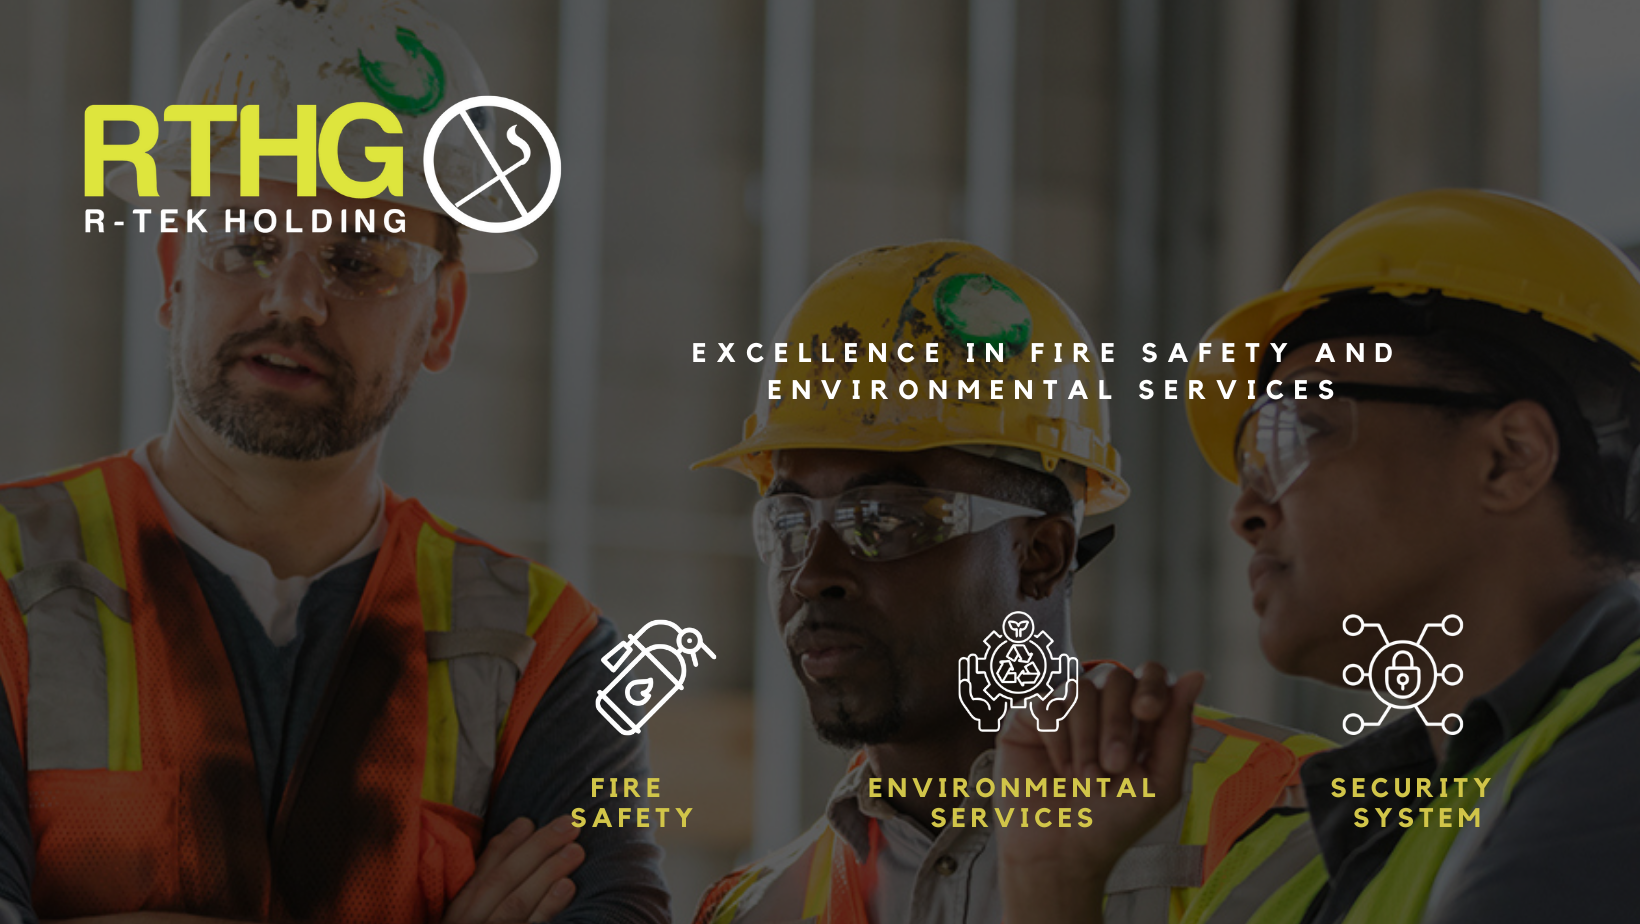 RTHG
R-TEK HOLDING
EXCELLENCE IN FIRE SAFETY AND
ENVIRONMENTAL SERVICES
FIRE
SAFETY
ENVIRONMENTAL
SERVICES
SECURITY
SYSTEM